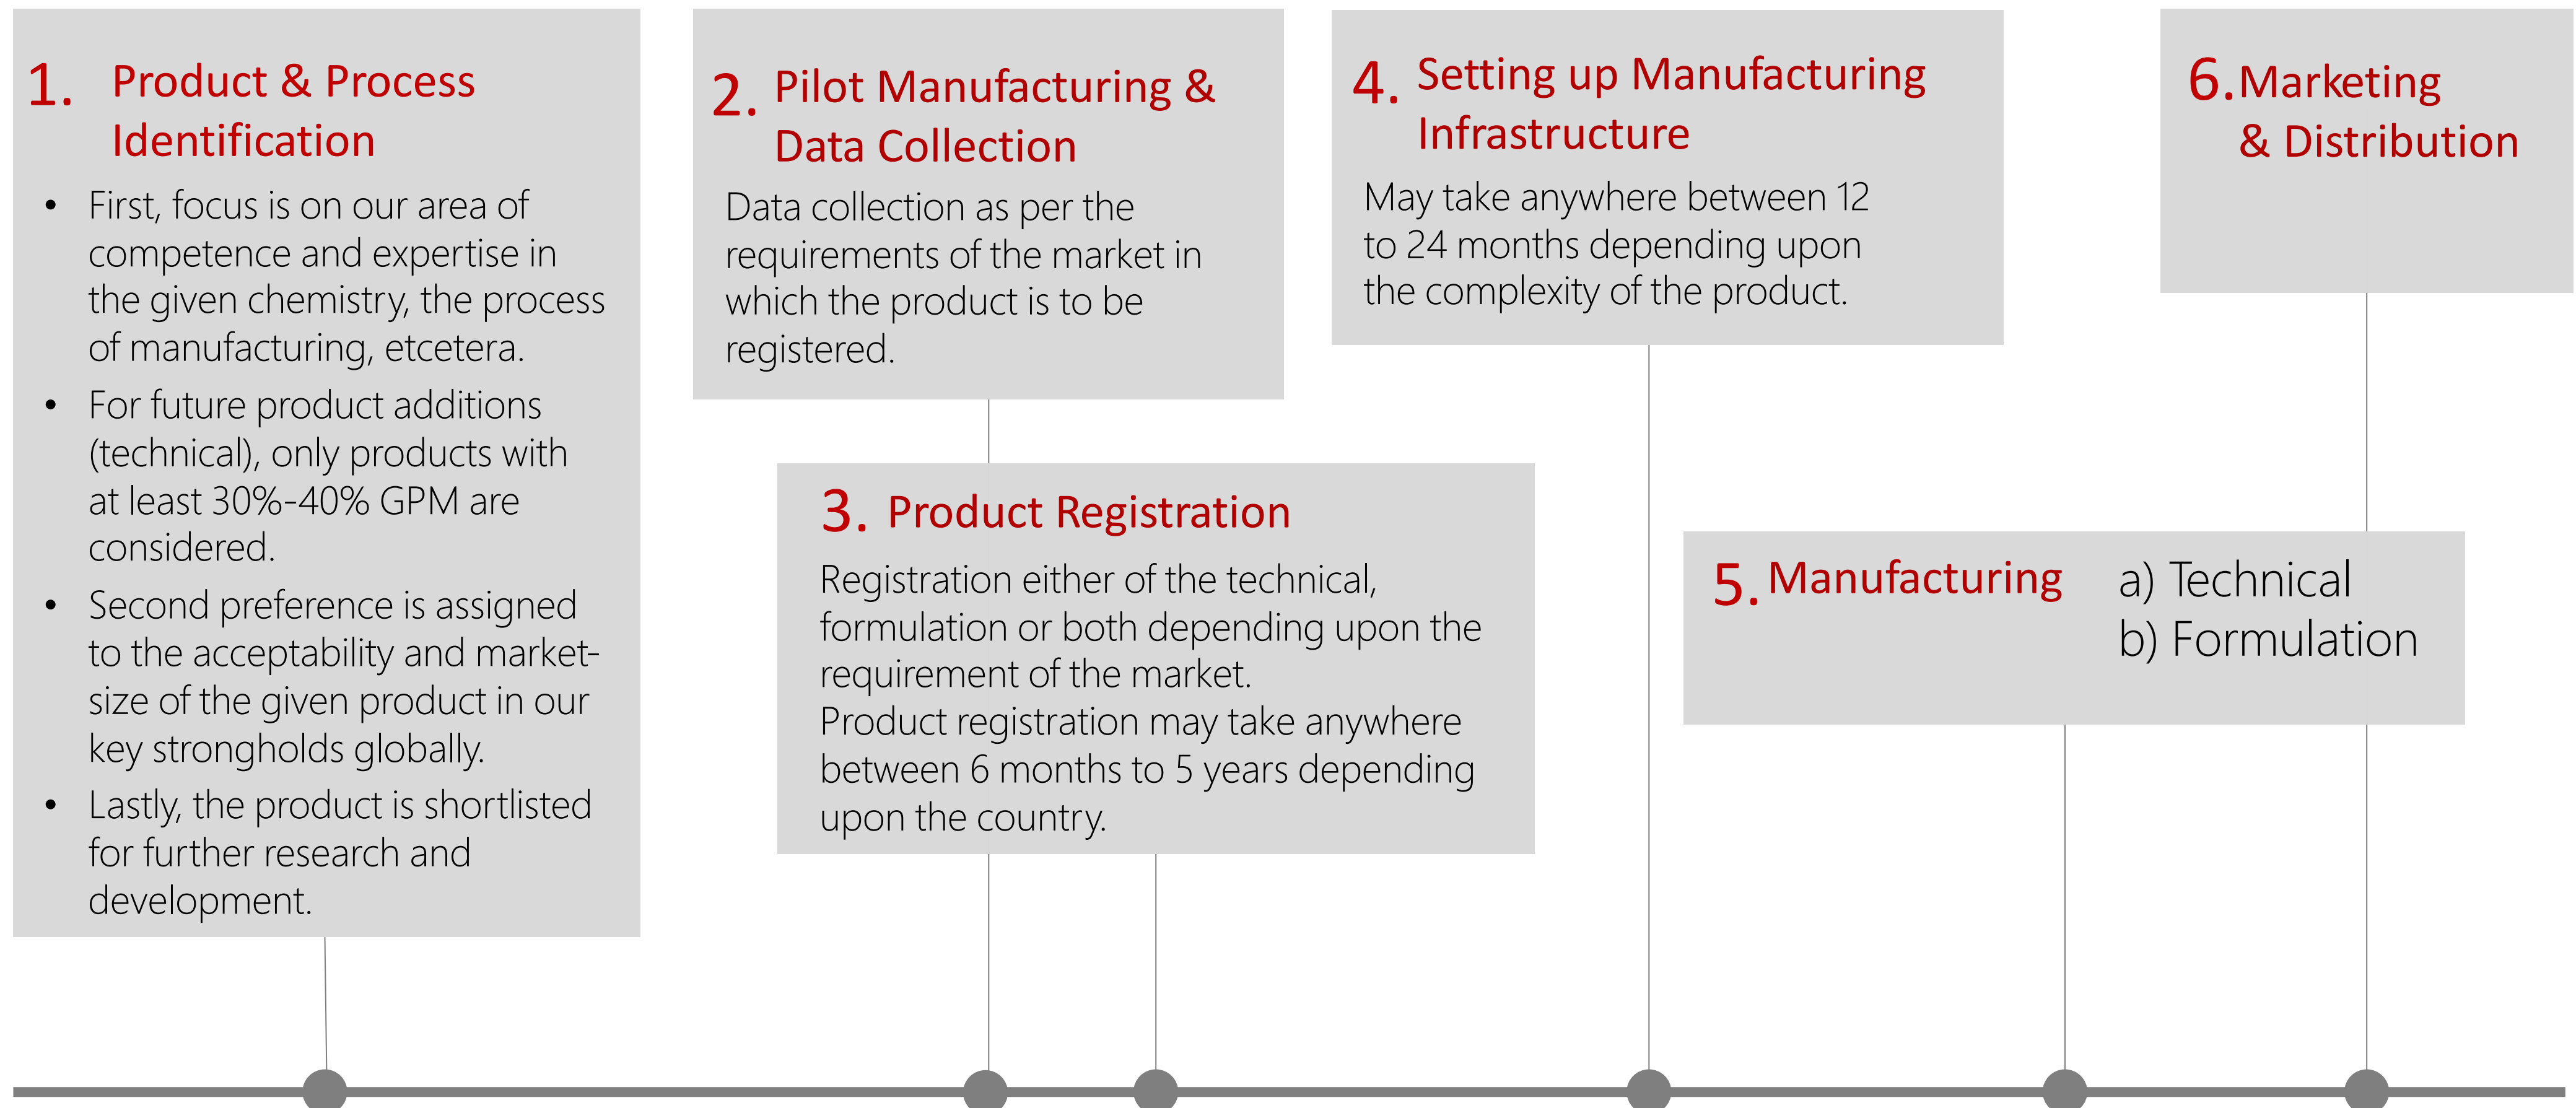 1. Product & Process
Identification
• First, focus is on our area of
competence and expertise in
the given chemistry, the process
of manufacturing, etcetera.
• For future product additions
(technical), only products with
at least 30%-40% GPM are
considered.
• Second preference is assigned
to the acceptability and market-
size of the given product in our
key strongholds globally.
• Lastly, the product is shortlisted
for further research and
development.
2. Pilot Manufacturing &
Data Collection
Data collection as per the
requirements of the market in
which the product is to be
registered.
3. Product Registration
Registration either of the technical,
formulation or both depending upon the
requirement of the market.
Product registration may take anywhere
between 6 months to 5 years depending
upon the country.
4. Setting up Manufacturing
Infrastructure
May take anywhere between 12
to 24 months depending upon
the complexity of the product.
5. Manufacturing
a) Technical
b) Formulation
6. Marketing
& Distribution